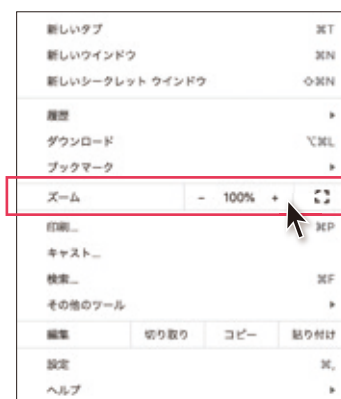 新しいタブ ⌘T
新しいウインドウ ⌘N
新しいシークレット ウインドウ ⇧⌘N
履歴
ダウンロード ⌥⌘L
ブックマーク
ズーム - 100% +
印刷... ⌘P
キャスト...
検索... ⌘F
その他のツール
編集 切り取り コピー 貼り付け
設定 ⌘,
ヘルプ